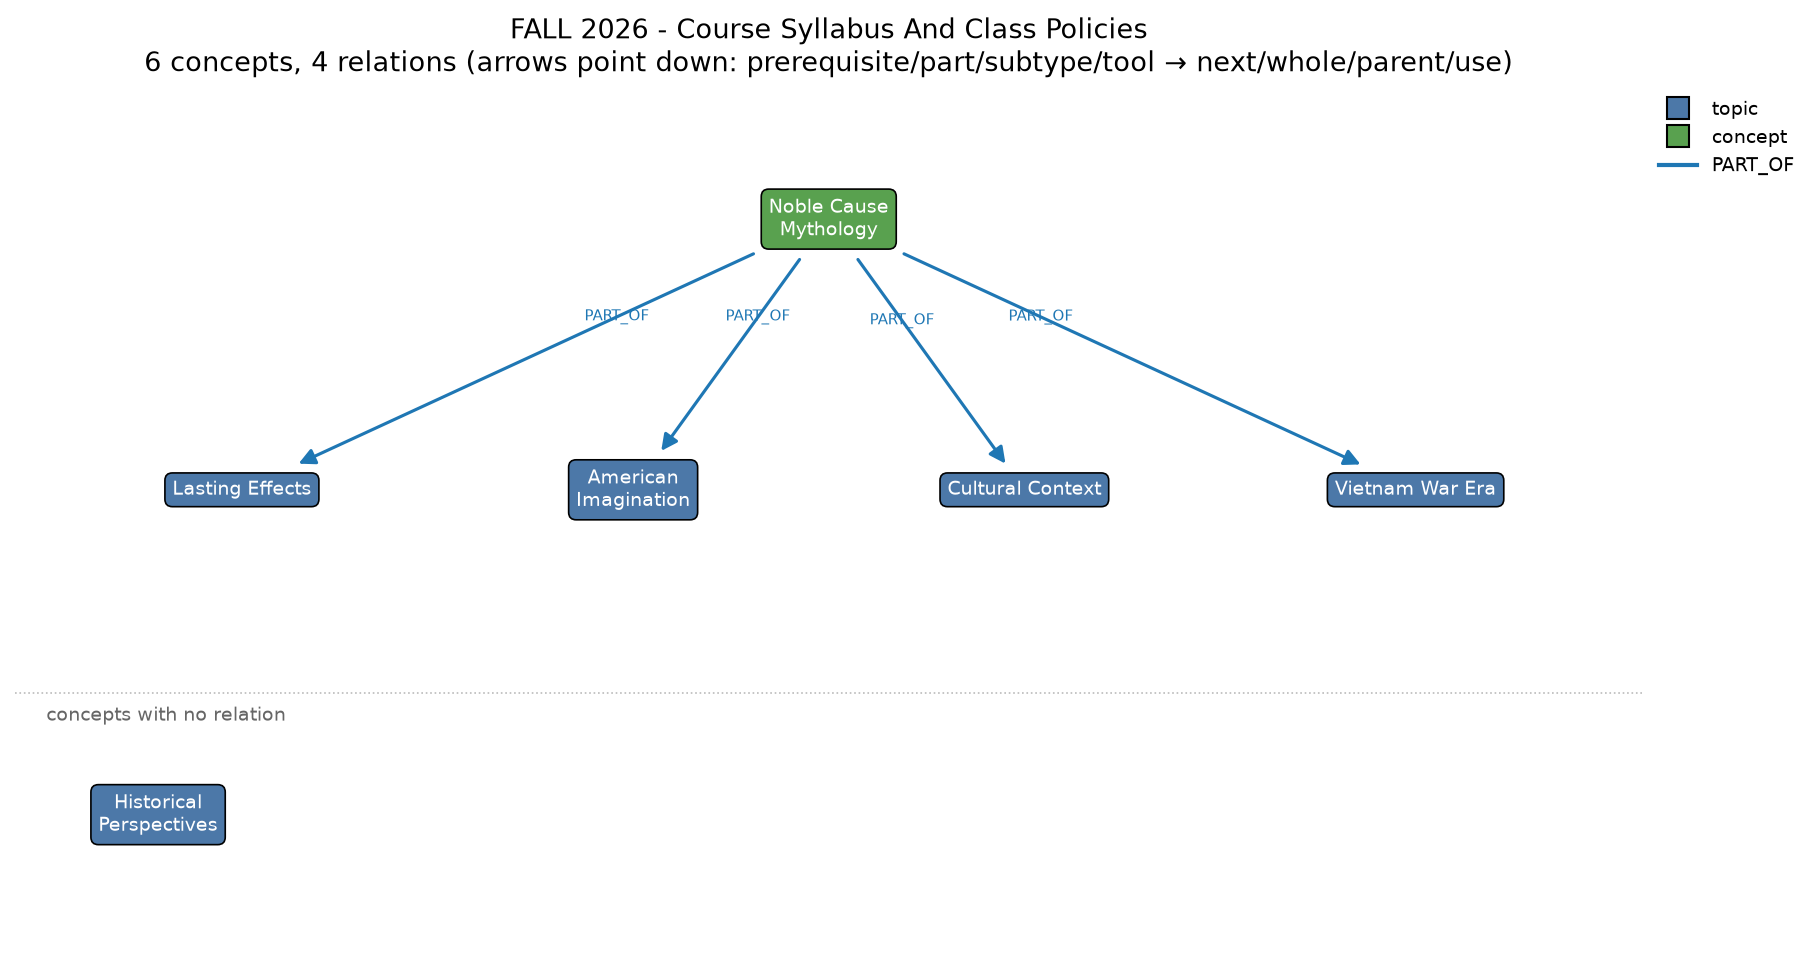 FALL 2026 - Course Syllabus And Class Policies
6 concepts, 4 relations (arrows point down: prerequisite/part/subtype/tool → next/whole/parent/use)
topic
concept
PART_OF
Noble Cause
Mythology
PART_OF
PART_OF
PART_OF
PART_OF
Lasting Effects
American
Imagination
Cultural Context
Vietnam War Era
concepts with no relation
Historical
Perspectives